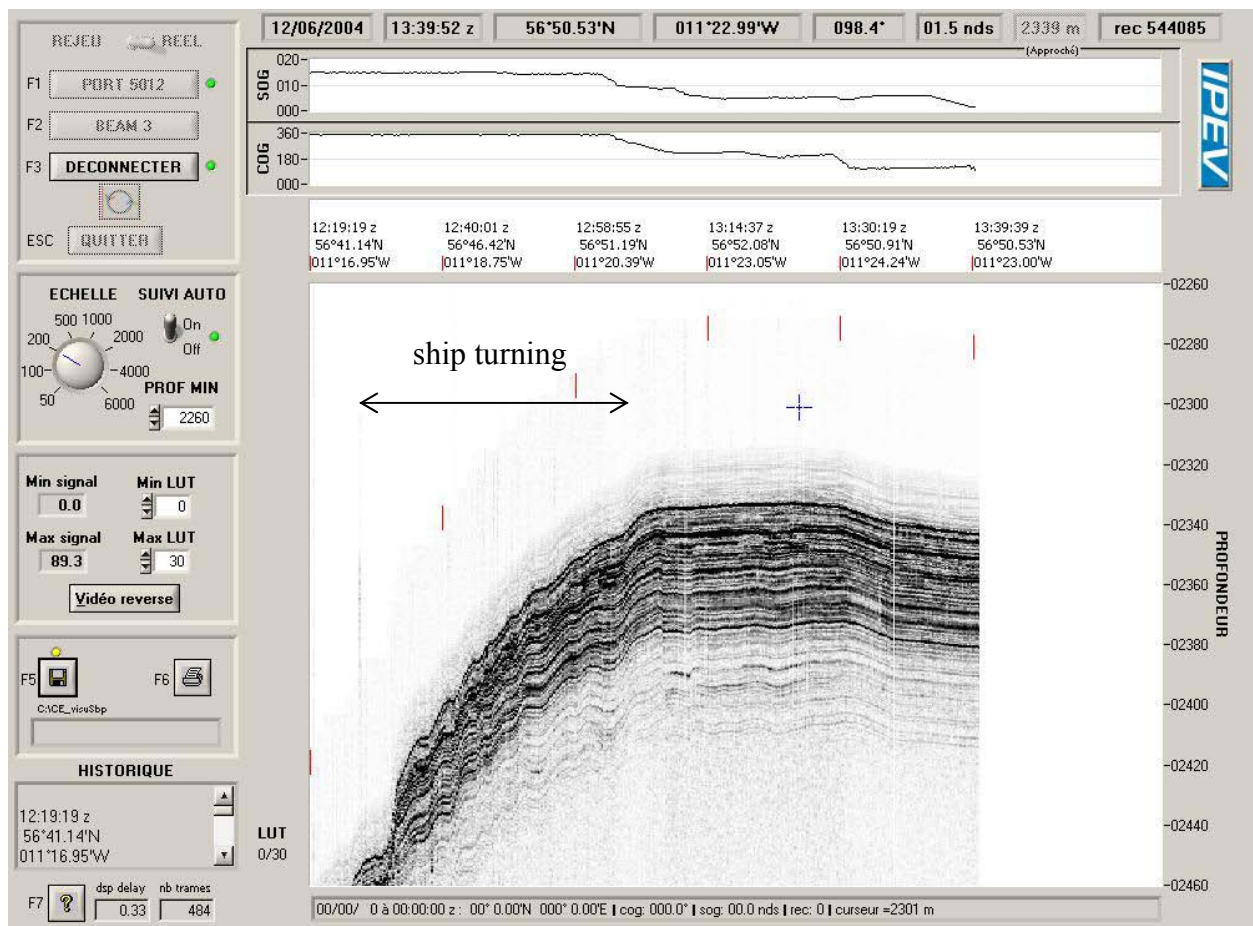 12/06/2004 13:39:52 z 56°50.53'N 011°22.99'W 098.4° 01.5 nds 2339 m rec 544085
(Approché)
REJEU REEL
F1 PORT 5012
F2 BEAM 3
F3 DECONNECTER
ESC QUITTER
SOG
020
010
000
COG
360
180
000
IPEV
12:19:19 z 12:40:01 z 12:58:55 z 13:14:37 z 13:30:19 z 13:39:39 z
56°41.14'N 56°46.42'N 56°51.19'N 56°52.08'N 56°50.91'N 56°50.53'N
011°16.95'W 011°18.75'W 011°20.39'W 011°23.05'W 011°24.24'W 011°23.00'W
ECHELLE SUIVI AUTO
500 1000
200 2000
100 4000
50 6000
On
Off
PROF MIN
2260
ship turning
-02260
-02280
-02300
-02320
-02340
-02360
-02380
-02400
-02420
-02440
-02460
PROFONDEUR
Min signal Min LUT
0.0 0
Max signal Max LUT
89.3 30
Vidéo reverse
F5 F6
C:\CE_visuSbp
HISTORIQUE
12:19:19 z
56°41.14'N
011°16.95'W
LUT
0/30
F7 ? dsp delay nb trames
0.33 484
00/00/ 0 à 00:00:00 z : 00° 0.00'N 000° 0.00'E | cog: 000.0° | sog: 00.0 nds | rec: 0 | curseur =2301 m